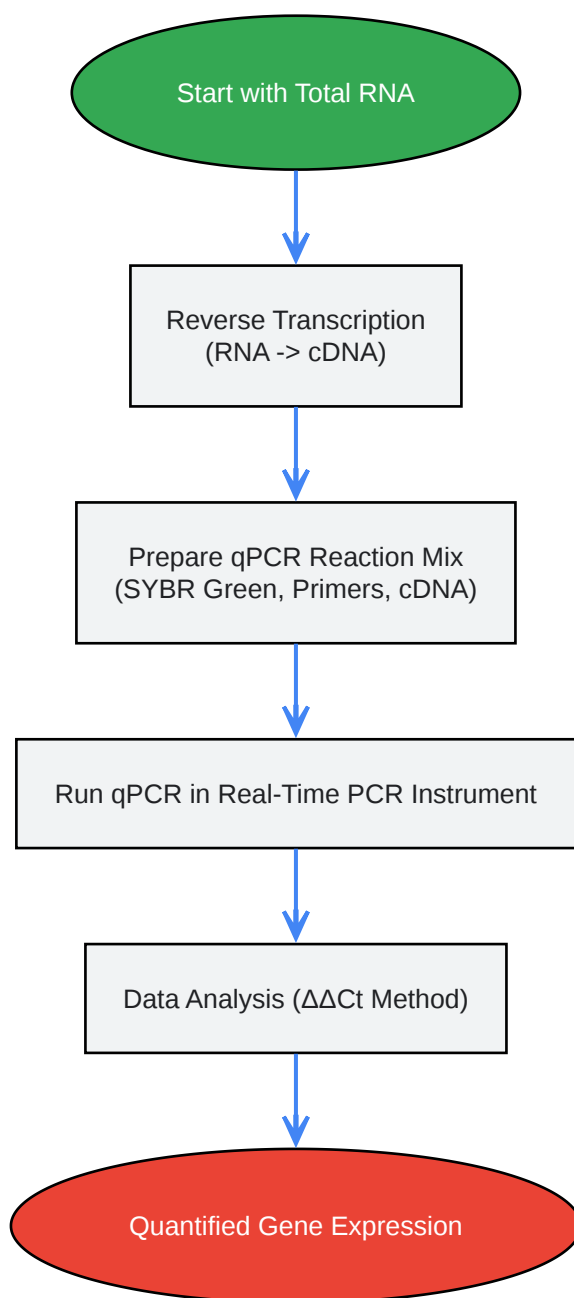 Start with Total RNA
Reverse Transcription
(RNA -> cDNA)
Prepare qPCR Reaction Mix
(SYBR Green, Primers, cDNA)
Run qPCR in Real-Time PCR Instrument
Data Analysis (ΔΔCt Method)
Quantified Gene Expression